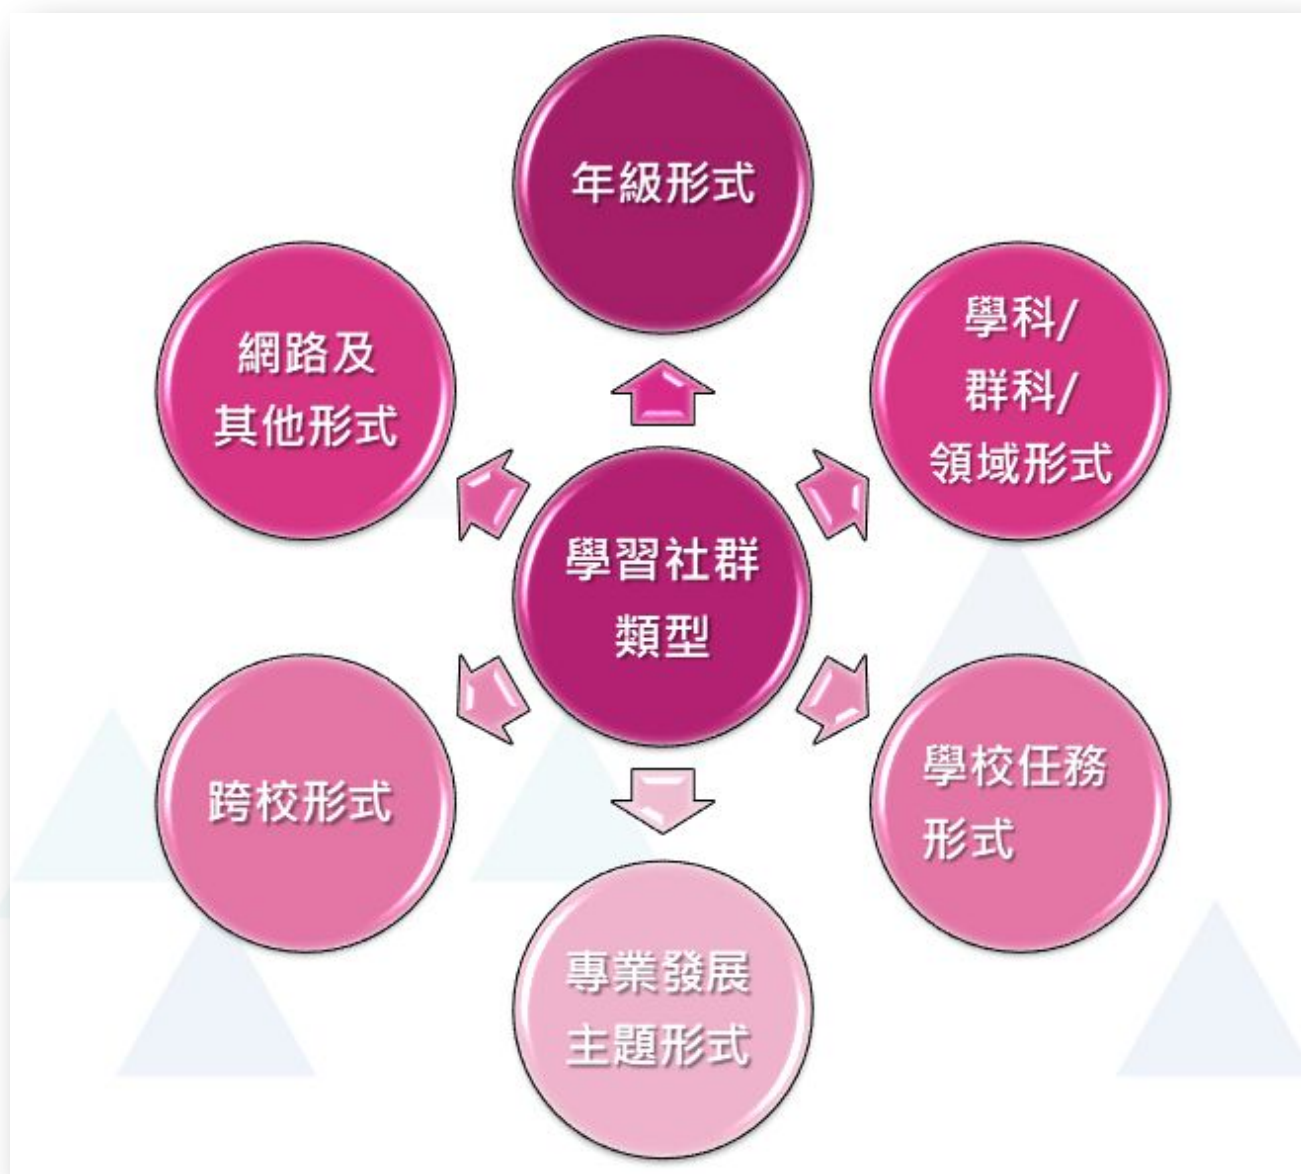 年級形式
學科/
群科/
領域形式
學校任務
形式
專業發展
主題形式
跨校形式
網路及
其他形式
學習社群
類型